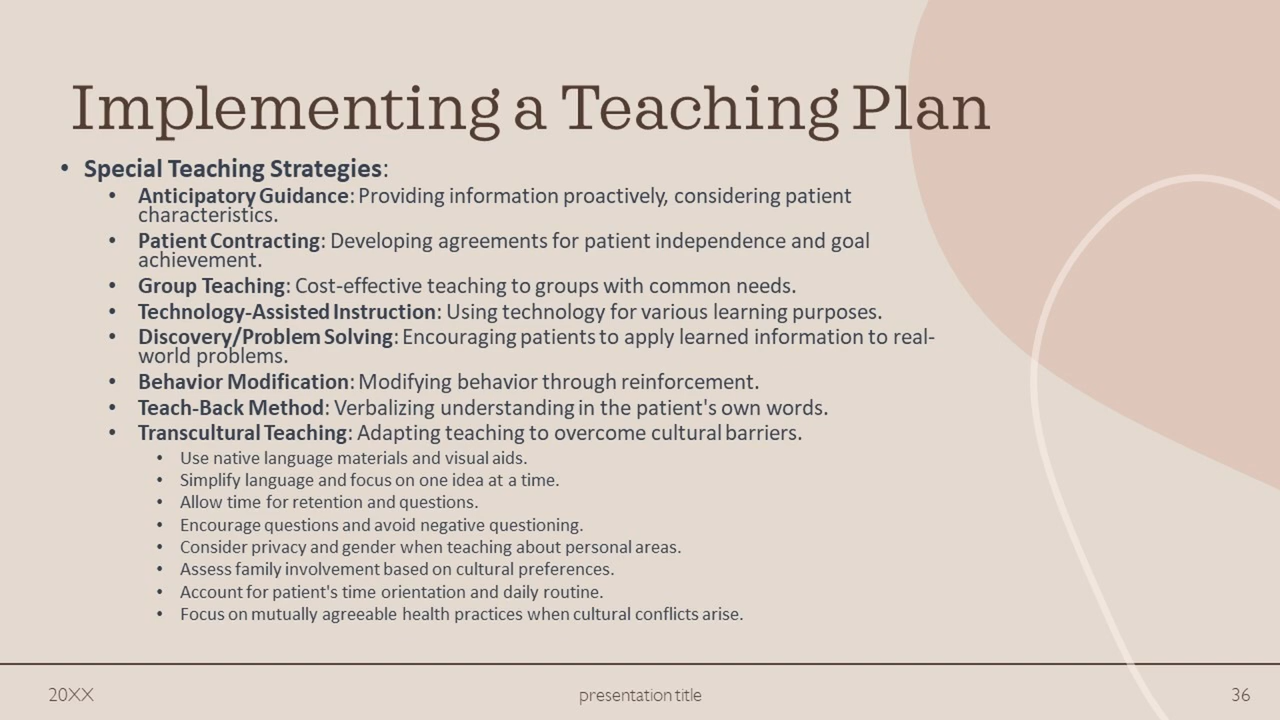 Implementing a Teaching Plan
• Special Teaching Strategies:
• Anticipatory Guidance: Providing information proactively, considering patient
characteristics.
• Patient Contracting: Developing agreements for patient independence and goal
achievement.
• Group Teaching: Cost-effective teaching to groups with common needs.
• Technology-Assisted Instruction: Using technology for various learning purposes.
• Discovery/Problem Solving: Encouraging patients to apply learned information to real-
world problems.
• Behavior Modification: Modifying behavior through reinforcement.
• Teach-Back Method: Verbalizing understanding in the patient's own words.
• Transcultural Teaching: Adapting teaching to overcome cultural barriers.
• Use native language materials and visual aids.
• Simplify language and focus on one idea at a time.
• Allow time for retention and questions.
• Encourage questions and avoid negative questioning.
• Consider privacy and gender when teaching about personal areas.
• Assess family involvement based on cultural preferences.
• Account for patient's time orientation and daily routine.
• Focus on mutually agreeable health practices when cultural conflicts arise.
20XX
presentation title
36